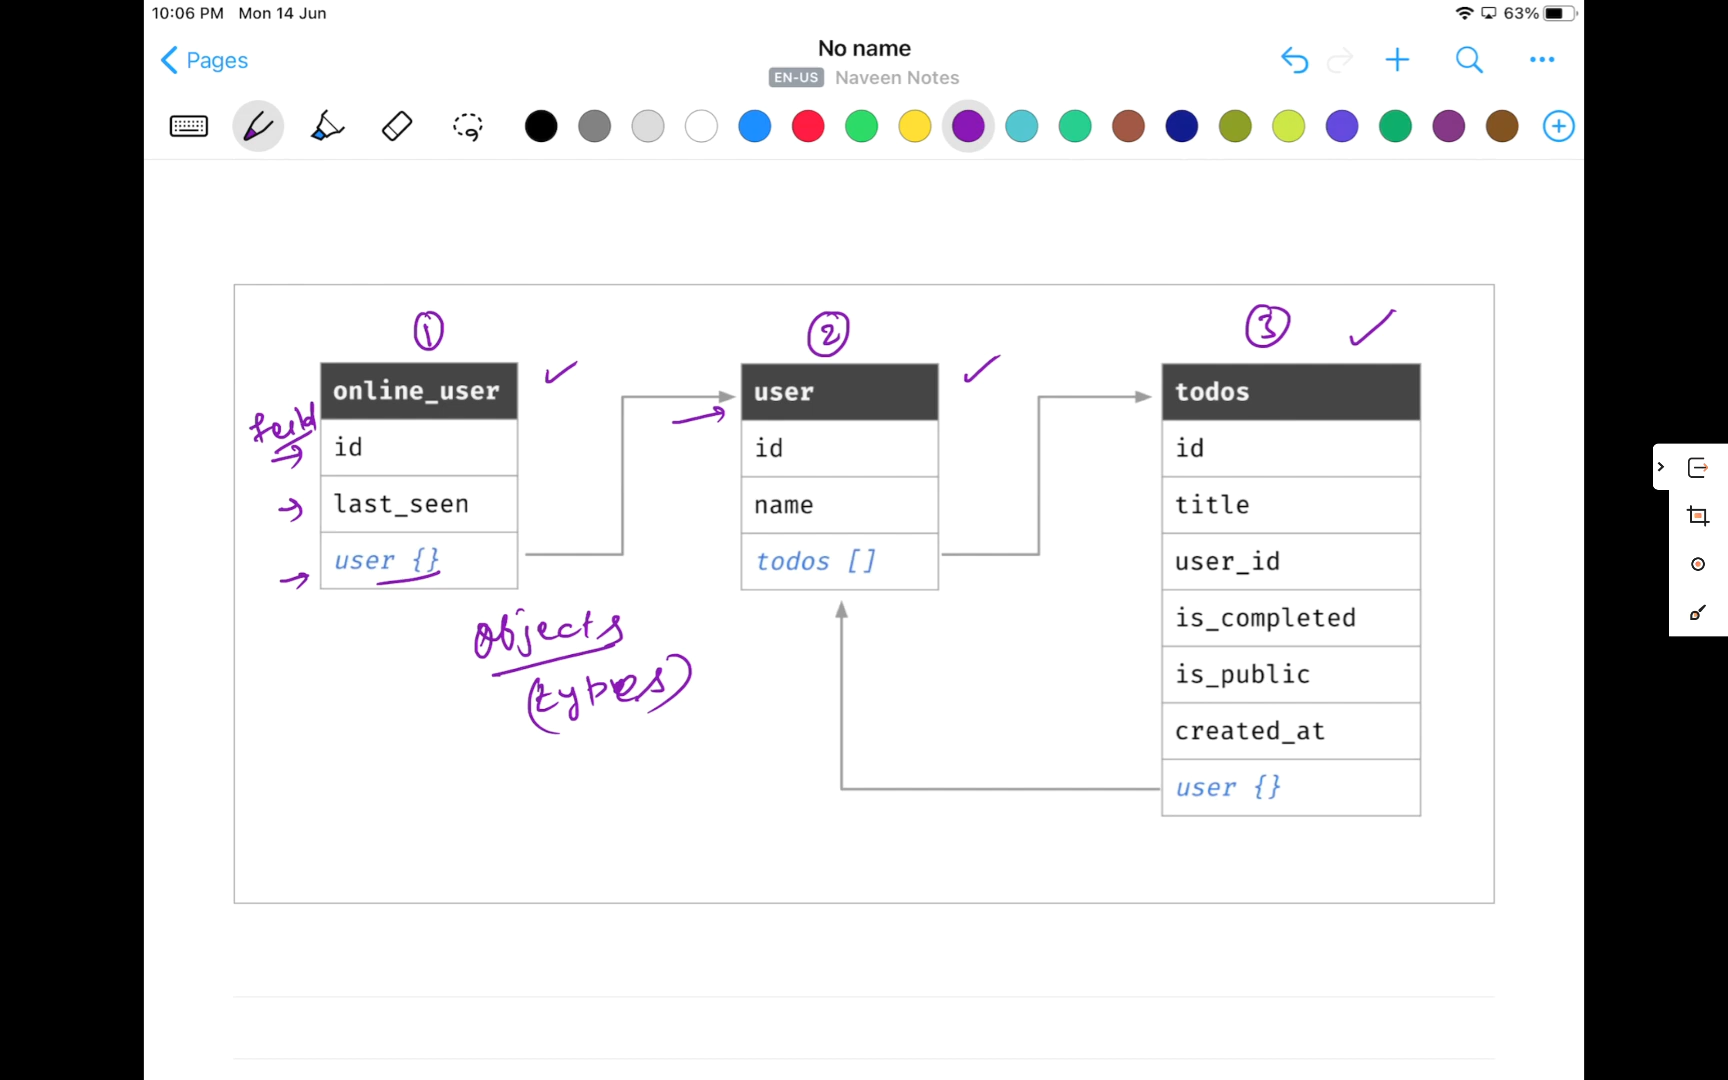 10:06 PM Mon 14 Jun
63%
Pages
No name
EN-US Naveen Notes
1
2
3
online_user
id
last_seen
user {}
feild
user
id
name
todos []
todos
id
title
user_id
is_completed
is_public
created_at
user {}
objects
(types)